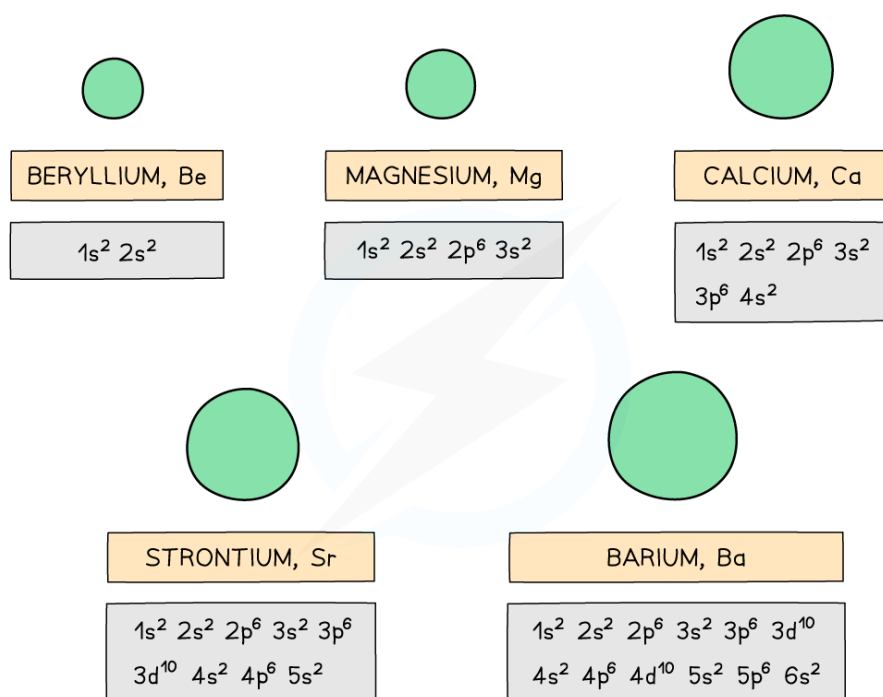 BERYLLIUM, Be
1s² 2s²
MAGNESIUM, Mg
1s² 2s² 2p⁶ 3s²
CALCIUM, Ca
1s² 2s² 2p⁶ 3s²
3p⁶ 4s²
STRONTIUM, Sr
1s² 2s² 2p⁶ 3s² 3p⁶
3d¹⁰ 4s² 4p⁶ 5s²
BARIUM, Ba
1s² 2s² 2p⁶ 3s² 3p⁶ 3d¹⁰
4s² 4p⁶ 4d¹⁰ 5s² 5p⁶ 6s²